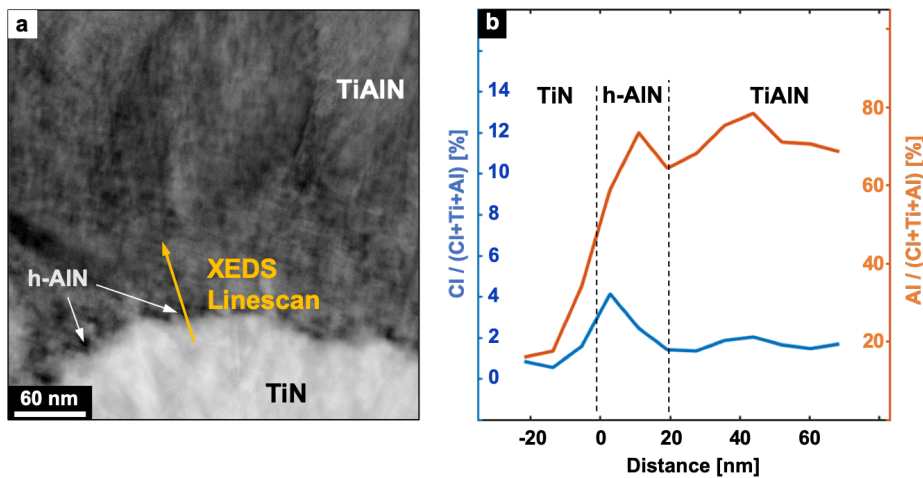 a
TiAlN
h-AlN
XEDS
Linescan
TiN
60 nm
b
Cl / (Cl+Ti+Al) [%]
14
12
10
8
6
4
2
0
TiN
h-AlN
TiAlN
80
60
40
20
Al / (Cl+Ti+Al) [%]
-20
0
20
40
60
Distance [nm]